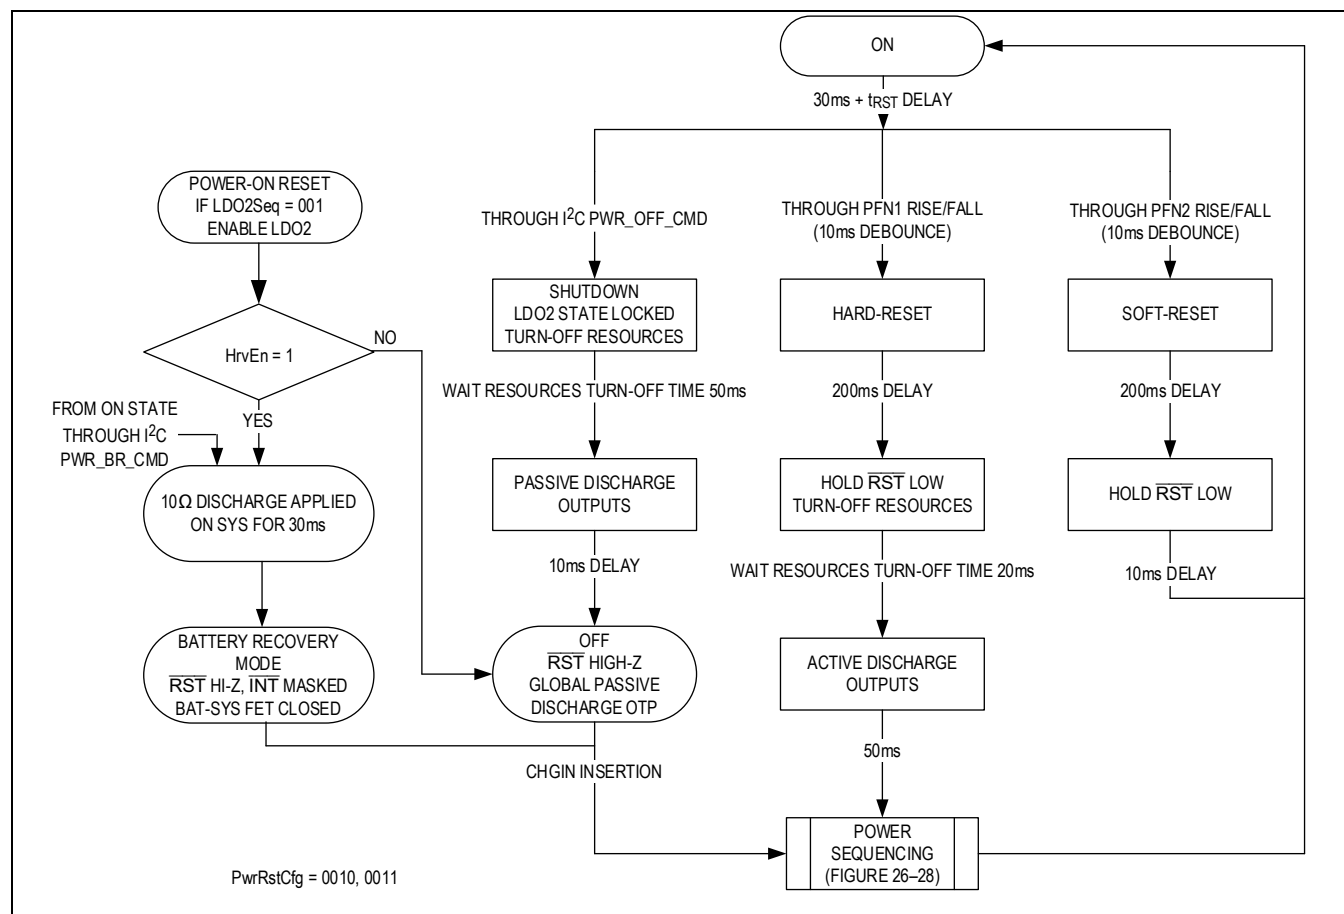 ON
30ms + tRST DELAY
POWER-ON RESET
IF LDO2Seq = 001
ENABLE LDO2
HrvEn = 1
NO
YES
FROM ON STATE
THROUGH I²C
PWR_BR_CMD
10Ω DISCHARGE APPLIED
ON SYS FOR 30ms
BATTERY RECOVERY
MODE
R̅S̅T̅ HI-Z, I̅N̅T̅ MASKED
BAT-SYS FET CLOSED
THROUGH I²C PWR_OFF_CMD
SHUTDOWN
LDO2 STATE LOCKED
TURN-OFF RESOURCES
WAIT RESOURCES TURN-OFF TIME 50ms
PASSIVE DISCHARGE
OUTPUTS
10ms DELAY
OFF
R̅S̅T̅ HIGH-Z
GLOBAL PASSIVE
DISCHARGE OTP
CHGIN INSERTION
THROUGH PFN1 RISE/FALL
(10ms DEBOUNCE)
HARD-RESET
200ms DELAY
HOLD R̅S̅T̅ LOW
TURN-OFF RESOURCES
WAIT RESOURCES TURN-OFF TIME 20ms
ACTIVE DISCHARGE
OUTPUTS
50ms
POWER
SEQUENCING
(FIGURE 26–28)
THROUGH PFN2 RISE/FALL
(10ms DEBOUNCE)
SOFT-RESET
200ms DELAY
HOLD R̅S̅T̅ LOW
10ms DELAY
PwrRstCfg = 0010, 0011